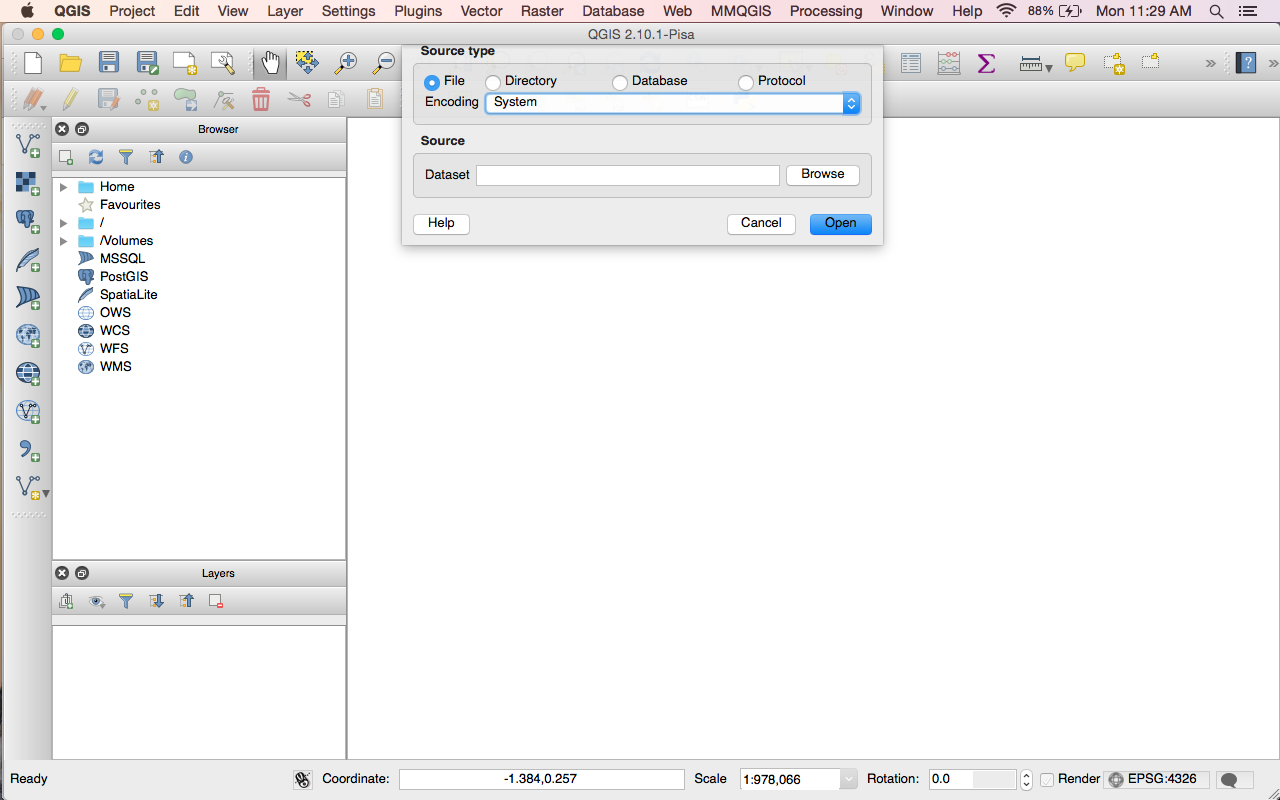 QGIS Project Edit View Layer Settings Plugins Vector Raster Database Web MMQGIS Processing Window Help 88% Mon 11:29 AM
QGIS 2.10.1-Pisa
Source type
File Directory Database Protocol
Encoding System
Source
Dataset Browse
Help Cancel Open
Browser
Home
Favourites
/
/Volumes
MSSQL
PostGIS
SpatiaLite
OWS
WCS
WFS
WMS
Layers
Ready Coordinate: -1.384,0.257 Scale 1:978,066 Rotation: 0.0 Render EPSG:4326